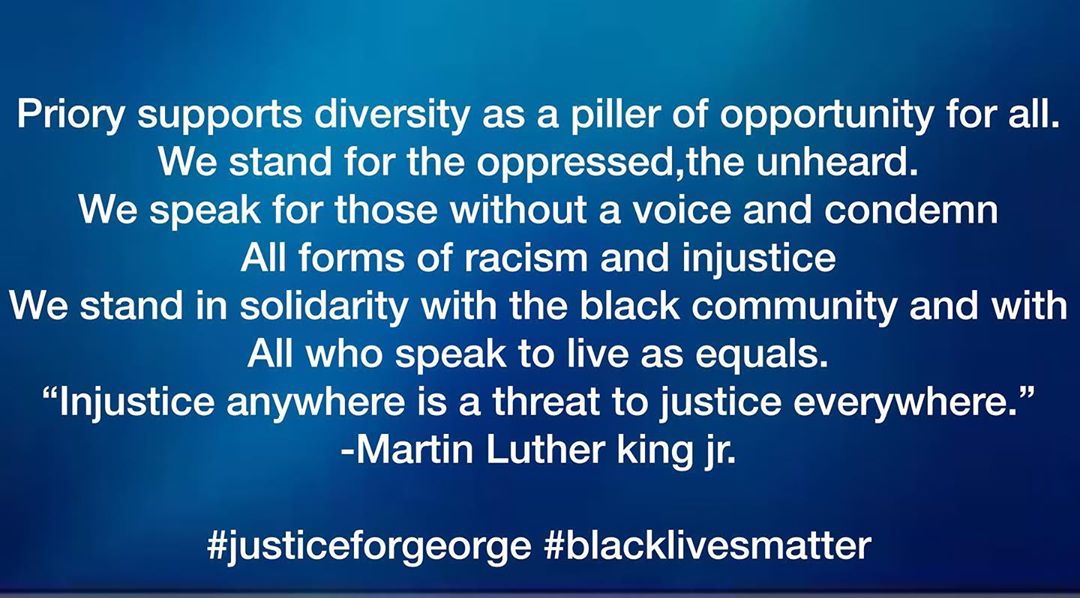 Priory supports diversity as a piller of opportunity for all.
We stand for the oppressed,the unheard.
We speak for those without a voice and condemn
All forms of racism and injustice
We stand in solidarity with the black community and with
All who speak to live as equals.
“Injustice anywhere is a threat to justice everywhere.”
-Martin Luther king jr.
#justiceforgeorge #blacklivesmatter